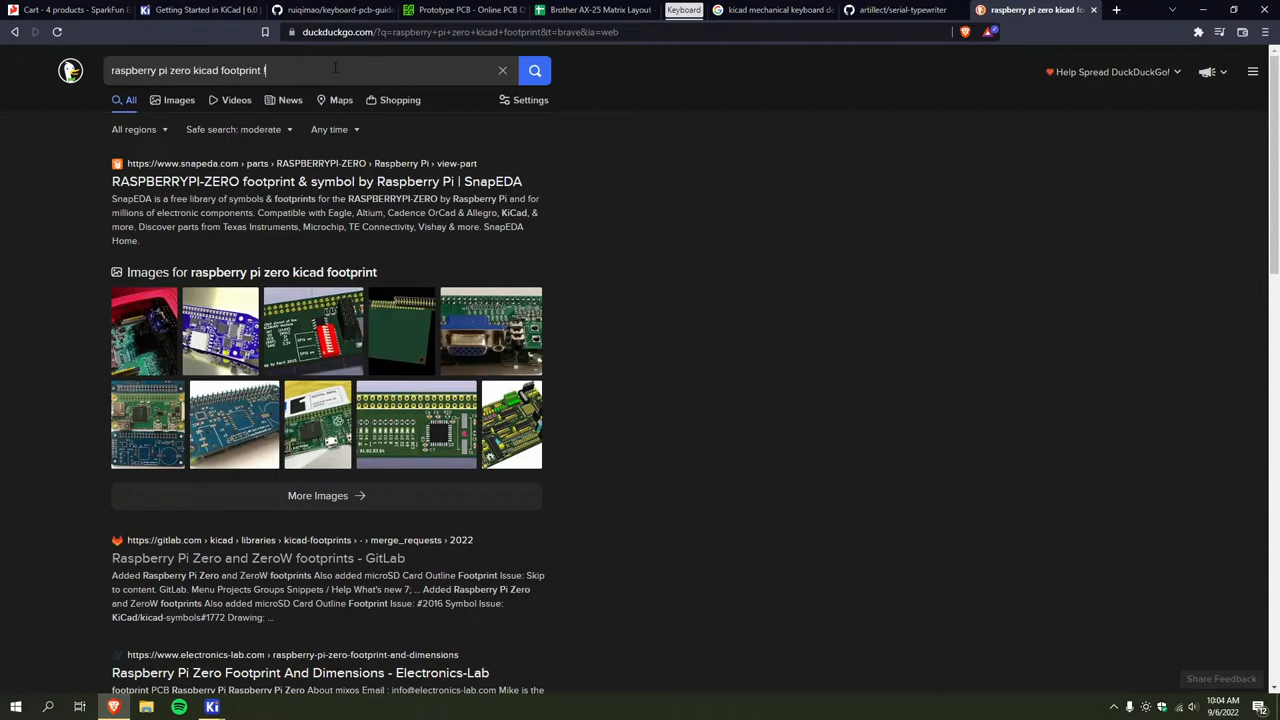 Cart - 4 products - SparkFun E
Getting Started in KiCad | 6.0 |
ruiqimao/keyboard-pcb-guide
Prototype PCB - Online PCB C
Brother AX-25 Matrix Layout -
Keyboard
kicad mechanical keyboard de
artillect/serial-typewriter
raspberry pi zero kicad fo
duckduckgo.com/?q=raspberry+pi+zero+kicad+footprint&t=brave&ia=web
raspberry pi zero kicad footprint f
Help Spread DuckDuckGo!
All
Images
Videos
News
Maps
Shopping
Settings
All regions
Safe search: moderate
Any time
https://www.snapeda.com › parts › RASPBERRYPI-ZERO › Raspberry Pi › view-part
RASPBERRYPI-ZERO footprint & symbol by Raspberry Pi | SnapEDA
SnapEDA is a free library of symbols & footprints for the RASPBERRYPI-ZERO by Raspberry Pi and for
millions of electronic components. Compatible with Eagle, Altium, Cadence OrCad & Allegro, KiCad, &
more. Discover parts from Texas Instruments, Microchip, TE Connectivity, Vishay & more. SnapEDA
Home.
Images for raspberry pi zero kicad footprint
More Images
https://gitlab.com › kicad › libraries › kicad-footprints › - › merge_requests › 2022
Raspberry Pi Zero and ZeroW footprints - GitLab
Added Raspberry Pi Zero and ZeroW footprints Also added microSD Card Outline Footprint Issue: Skip
to content. GitLab. Menu Projects Groups Snippets / Help What's new 7; ... Added Raspberry Pi Zero
and ZeroW footprints Also added microSD Card Outline Footprint Issue: #2016 Symbol Issue:
KiCad/kicad-symbols#1772 Drawing: ...
https://www.electronics-lab.com › raspberry-pi-zero-footprint-and-dimensions
Raspberry Pi Zero Footprint And Dimensions - Electronics-Lab
footprint PCB Raspberry Pi Raspberry Pi Zero About mixos Email : info@electronics-lab.com Mike is the
Share Feedback
10:04 AM
9/6/2022